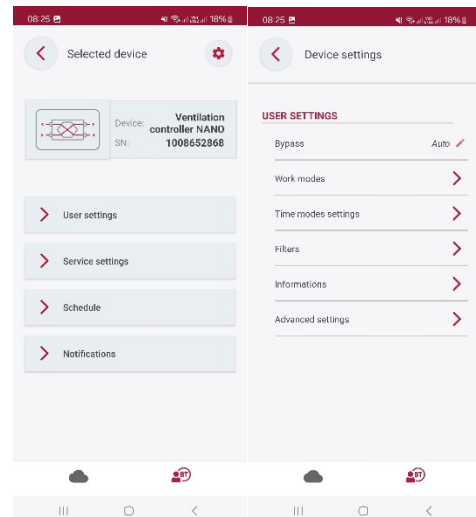 08:25 18%
Selected device
Device: Ventilation
controller NANO
SN: 1008652868
User settings
Service settings
Schedule
Notifications
BT
08:25 18%
Device settings
USER SETTINGS
Bypass Auto
Work modes
Time modes settings
Filters
Informations
Advanced settings
BT